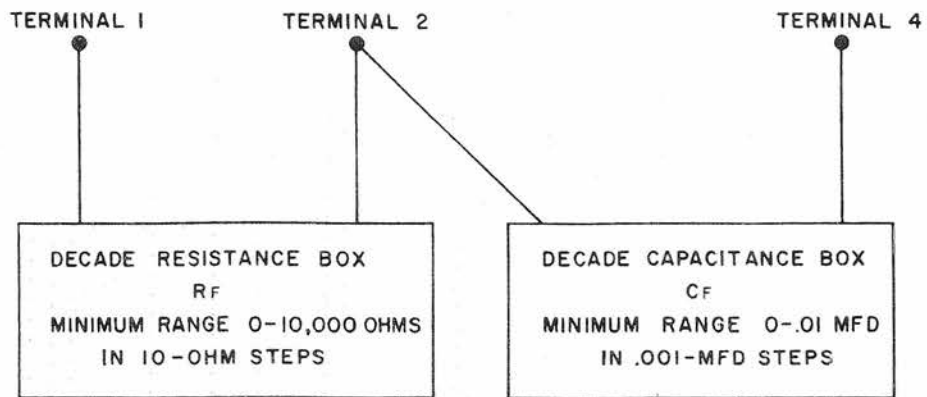 TERMINAL 1
TERMINAL 2
TERMINAL 4
DECADE RESISTANCE BOX
RF
MINIMUM RANGE 0-10,000 OHMS
IN 10-OHM STEPS
DECADE CAPACITANCE BOX
CF
MINIMUM RANGE 0-.01 MFD
IN .001-MFD STEPS